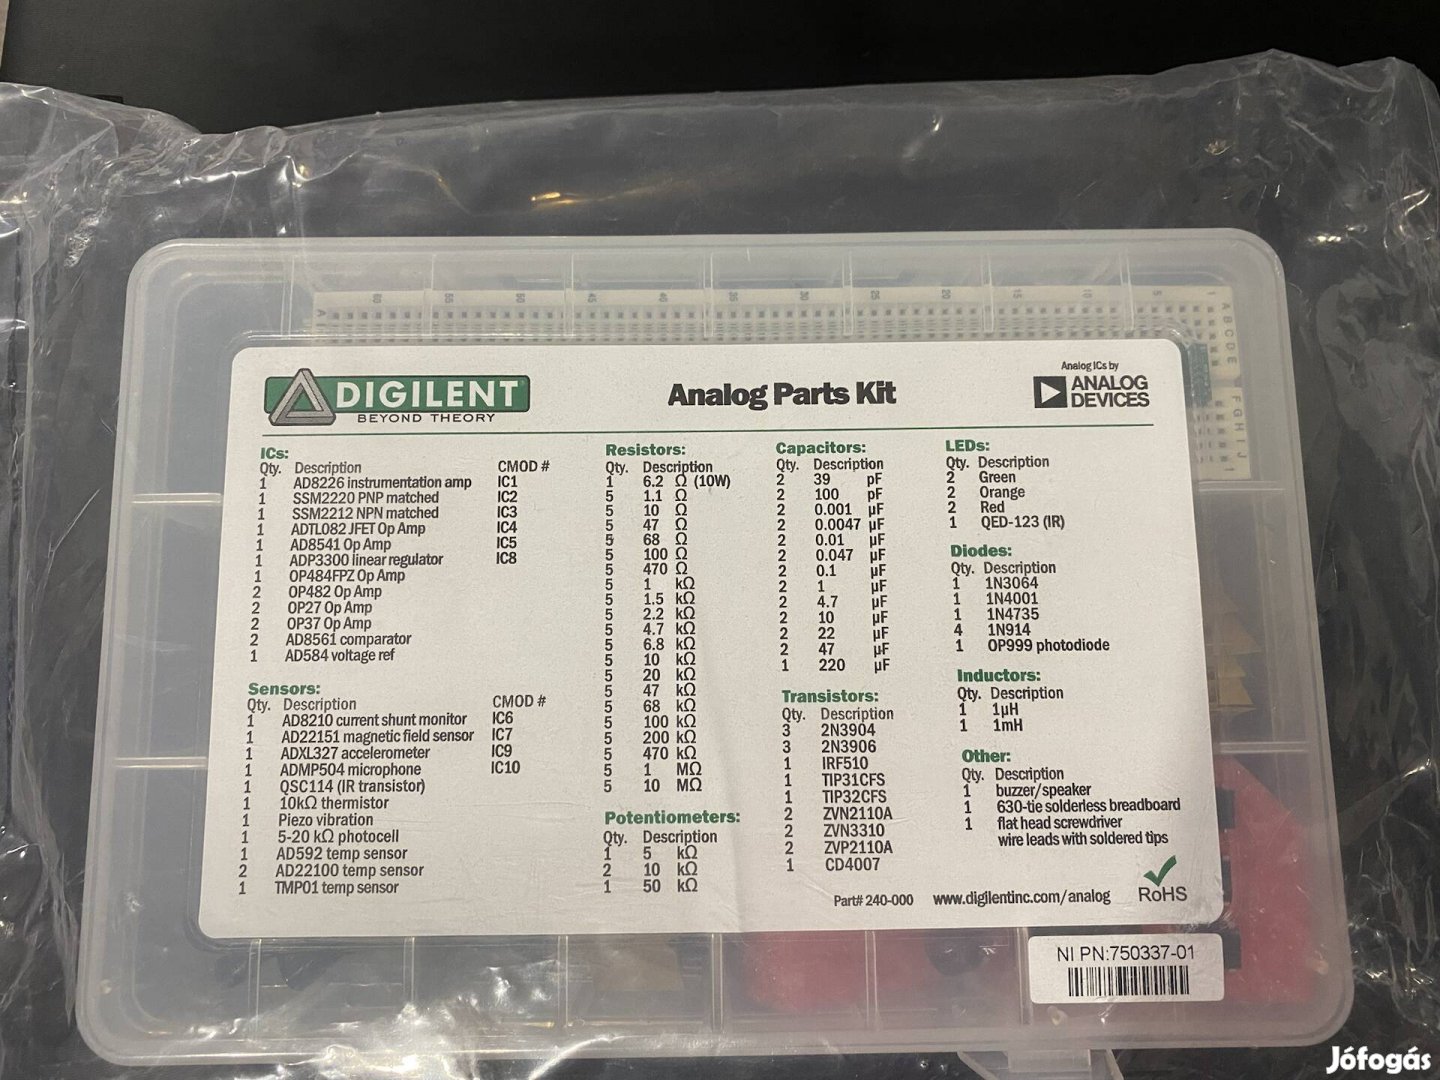 DIGILENT
BEYOND THEORY
Analog Parts Kit
Analog ICs by
ANALOG
DEVICES
ICs:
Qty. Description CMOD #
1 AD8226 instrumentation amp IC1
1 SSM2220 PNP matched IC2
1 SSM2212 NPN matched IC3
1 ADTL082 JFET Op Amp IC4
1 AD8541 Op Amp IC5
1 ADP3300 linear regulator IC8
1 OP484FPZ Op Amp
2 OP482 Op Amp
2 OP27 Op Amp
2 OP37 Op Amp
2 AD8561 comparator
1 AD584 voltage ref
Sensors:
Qty. Description CMOD #
1 AD8210 current shunt monitor IC6
1 AD22151 magnetic field sensor IC7
1 ADXL327 accelerometer IC9
1 ADMP504 microphone IC10
1 QSC114 (IR transistor)
1 10kΩ thermistor
1 Piezo vibration
1 5-20 kΩ photocell
1 AD592 temp sensor
2 AD22100 temp sensor
1 TMP01 temp sensor
Resistors:
Qty. Description
1 6.2 Ω (10W)
5 1.1 Ω
5 10 Ω
5 47 Ω
5 68 Ω
5 100 Ω
5 470 Ω
5 1 kΩ
5 1.5 kΩ
5 2.2 kΩ
5 4.7 kΩ
5 6.8 kΩ
5 10 kΩ
5 20 kΩ
5 47 kΩ
5 68 kΩ
5 100 kΩ
5 200 kΩ
5 470 kΩ
5 1 MΩ
5 10 MΩ
Potentiometers:
Qty. Description
1 5 kΩ
2 10 kΩ
1 50 kΩ
Capacitors:
Qty. Description
2 39 pF
2 100 pF
2 0.001 µF
2 0.0047 µF
2 0.01 µF
2 0.047 µF
2 0.1 µF
2 1 µF
2 4.7 µF
2 10 µF
2 22 µF
2 47 µF
1 220 µF
Transistors:
Qty. Description
3 2N3904
3 2N3906
1 IRF510
1 TIP31CFS
1 TIP32CFS
2 ZVN2110A
2 ZVN3310
2 ZVP2110A
1 CD4007
LEDs:
Qty. Description
2 Green
2 Orange
2 Red
1 QED-123 (IR)
Diodes:
Qty. Description
1 1N3064
1 1N4001
1 1N4735
4 1N914
1 OP999 photodiode
Inductors:
Qty. Description
1 1µH
1 1mH
Other:
Qty. Description
1 buzzer/speaker
1 630-tie solderless breadboard
1 flat head screwdriver
wire leads with soldered tips
Part# 240-000 www.digilentinc.com/analog
RoHS
NI PN:750337-01
Jófogás